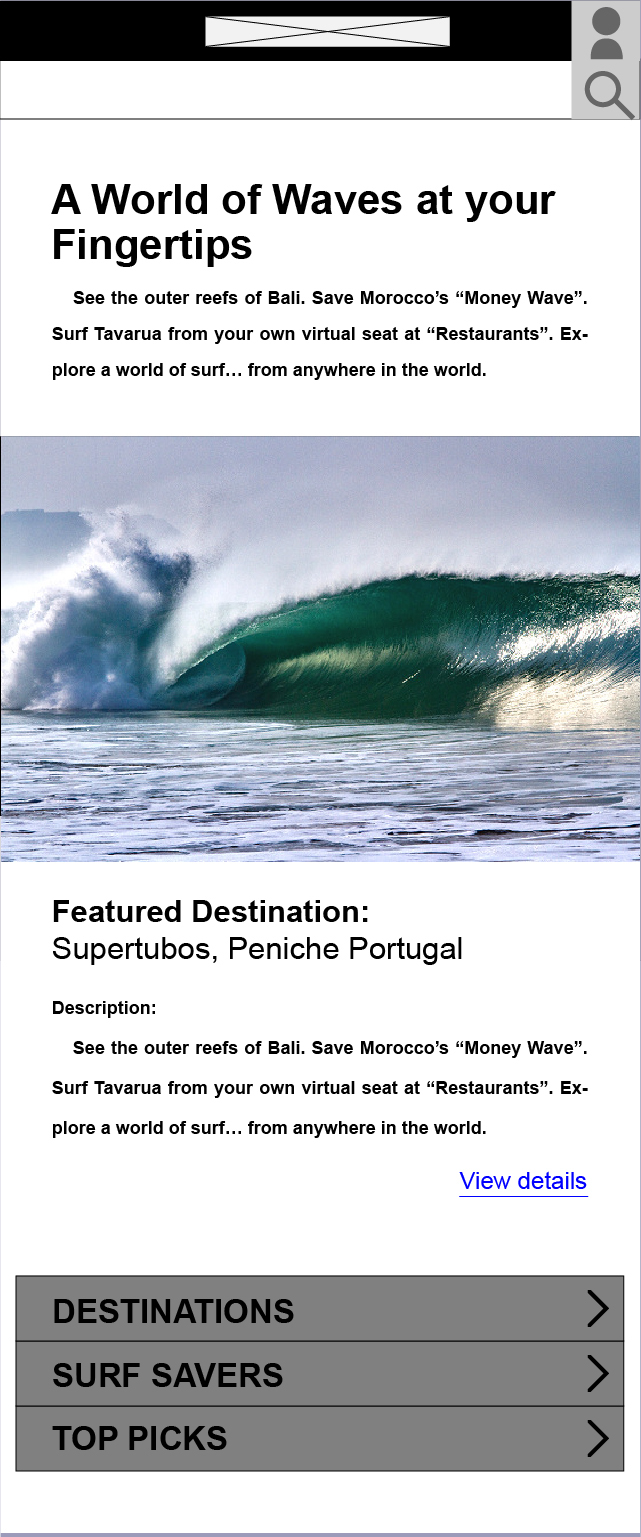 A World of Waves at your
Fingertips
See the outer reefs of Bali. Save Morocco’s “Money Wave”.
Surf Tavarua from your own virtual seat at “Restaurants”. Ex-
plore a world of surf… from anywhere in the world.
Featured Destination:
Supertubos, Peniche Portugal
Description:
See the outer reefs of Bali. Save Morocco’s “Money Wave”.
Surf Tavarua from your own virtual seat at “Restaurants”. Ex-
plore a world of surf… from anywhere in the world.
View details
DESTINATIONS
SURF SAVERS
TOP PICKS